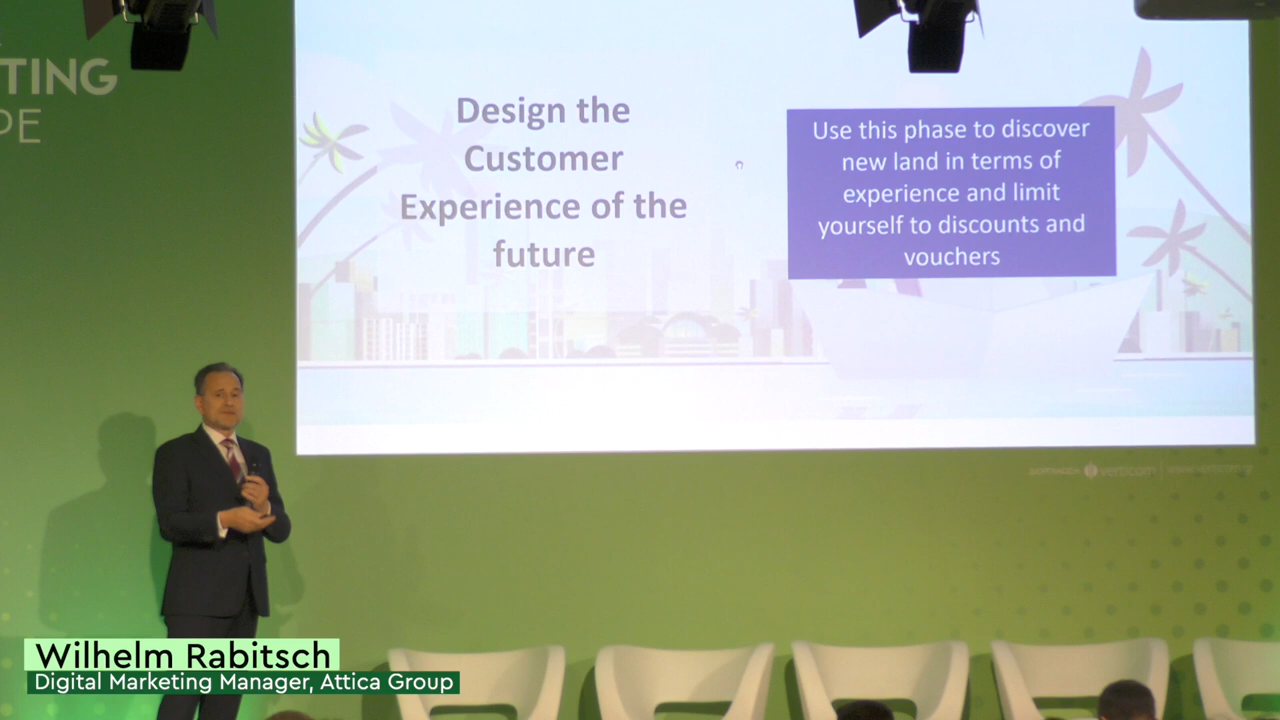 TING
PE
Design the
Customer
Experience of the
future
Use this phase to discover
new land in terms of
experience and limit
yourself to discounts and
vouchers
verticom
Wilhelm Rabitsch
Digital Marketing Manager, Attica Group